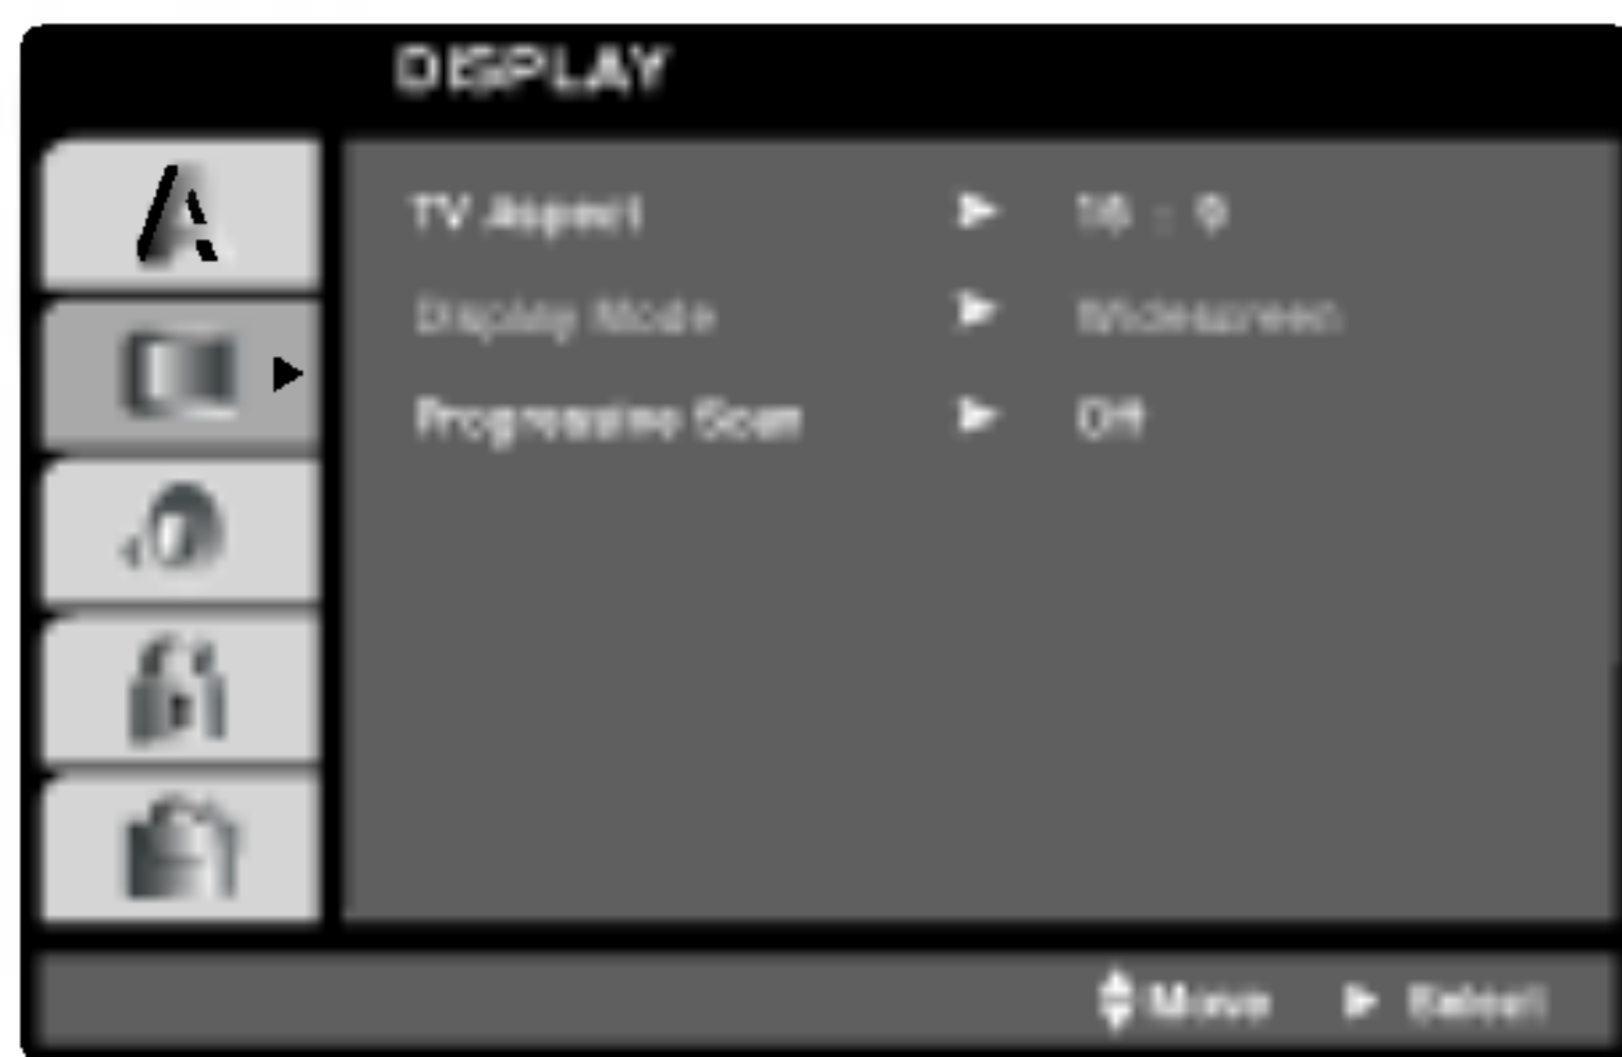 DISPLAY
A
TV Aspect ► 16 : 9
Display Mode ► Widescreen
Progressive Scan ► Off
Move ► Select